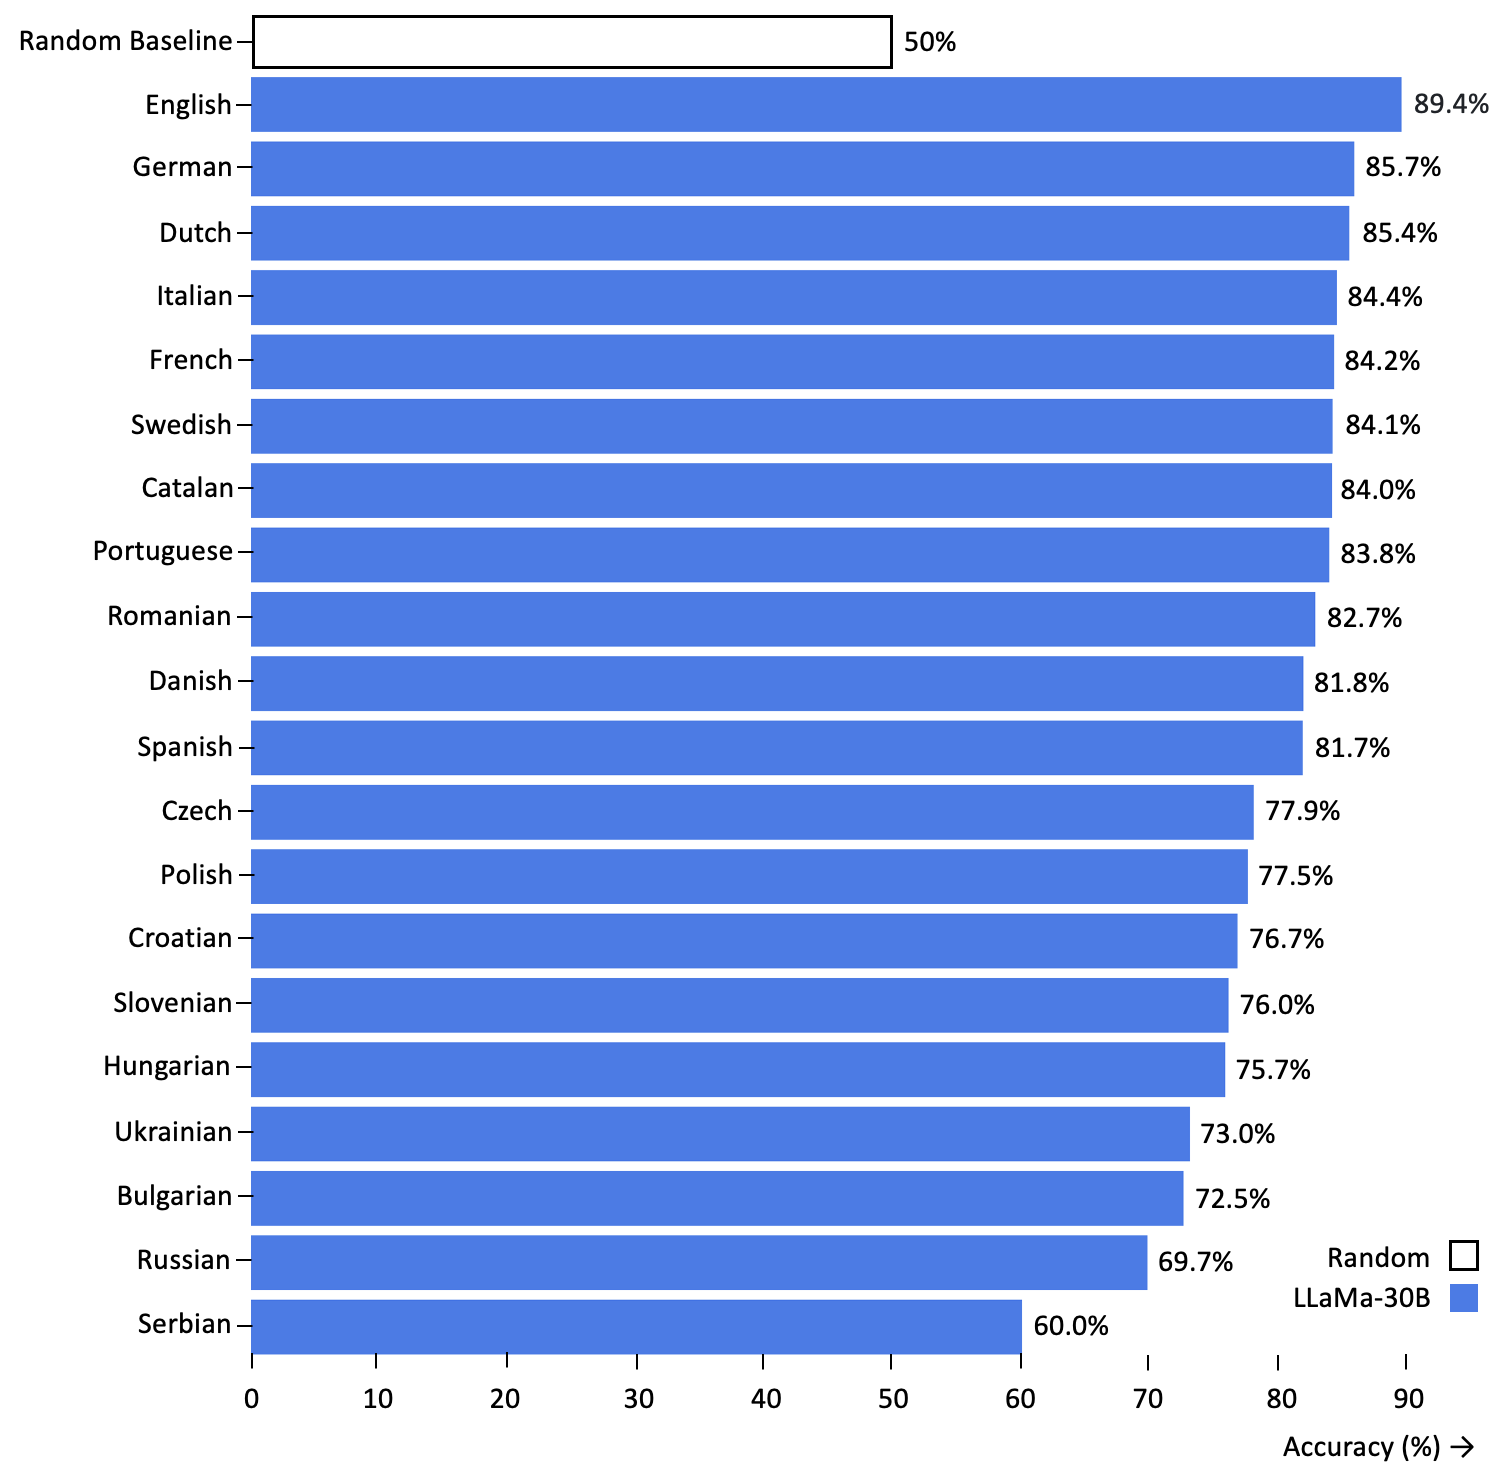 Random Baseline 50%
English 89.4%
German 85.7%
Dutch 85.4%
Italian 84.4%
French 84.2%
Swedish 84.1%
Catalan 84.0%
Portuguese 83.8%
Romanian 82.7%
Danish 81.8%
Spanish 81.7%
Czech 77.9%
Polish 77.5%
Croatian 76.7%
Slovenian 76.0%
Hungarian 75.7%
Ukrainian 73.0%
Bulgarian 72.5%
Russian 69.7%
Random
LLaMa-30B
Serbian 60.0%
0 10 20 30 40 50 60 70 80 90
Accuracy (%) →